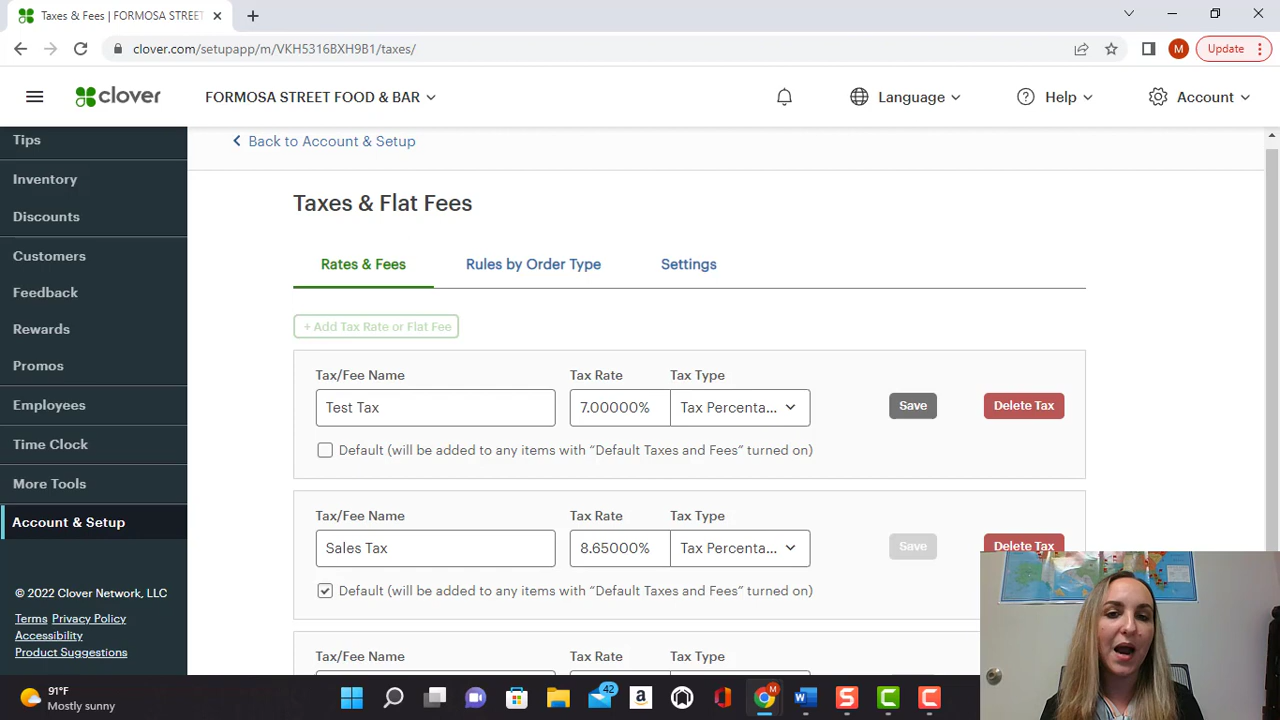 Taxes & Fees | FORMOSA STREET
clover.com/setupapp/m/VKH5316BXH9B1/taxes/
M
Update
clover
FORMOSA STREET FOOD & BAR
Language
Help
Account
Tips
Inventory
Discounts
Customers
Feedback
Rewards
Promos
Employees
Time Clock
More Tools
Account & Setup
© 2022 Clover Network, LLC
Terms Privacy Policy
Accessibility
Product Suggestions
Back to Account & Setup
Taxes & Flat Fees
Rates & Fees
Rules by Order Type
Settings
+ Add Tax Rate or Flat Fee
Tax/Fee Name
Tax Rate
Tax Type
Test Tax
7.00000%
Tax Percenta...
Save
Delete Tax
Default (will be added to any items with “Default Taxes and Fees” turned on)
Tax/Fee Name
Tax Rate
Tax Type
Sales Tax
8.65000%
Tax Percenta...
Save
Delete Tax
Default (will be added to any items with “Default Taxes and Fees” turned on)
Tax/Fee Name
Tax Rate
Tax Type
91°F
Mostly sunny
42
a
M
W
S
C
C